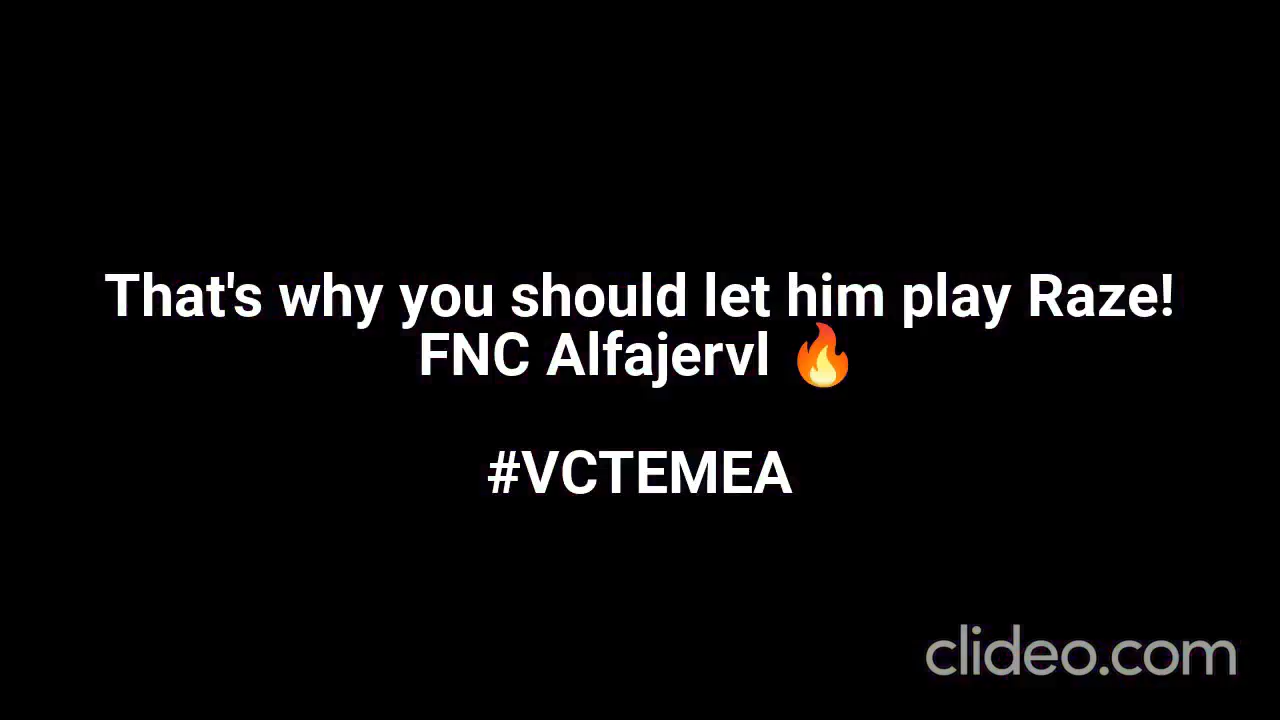 That's why you should let him play Raze!
FNC Alfajervl 🔥
#VCTEMEA
clideo.com